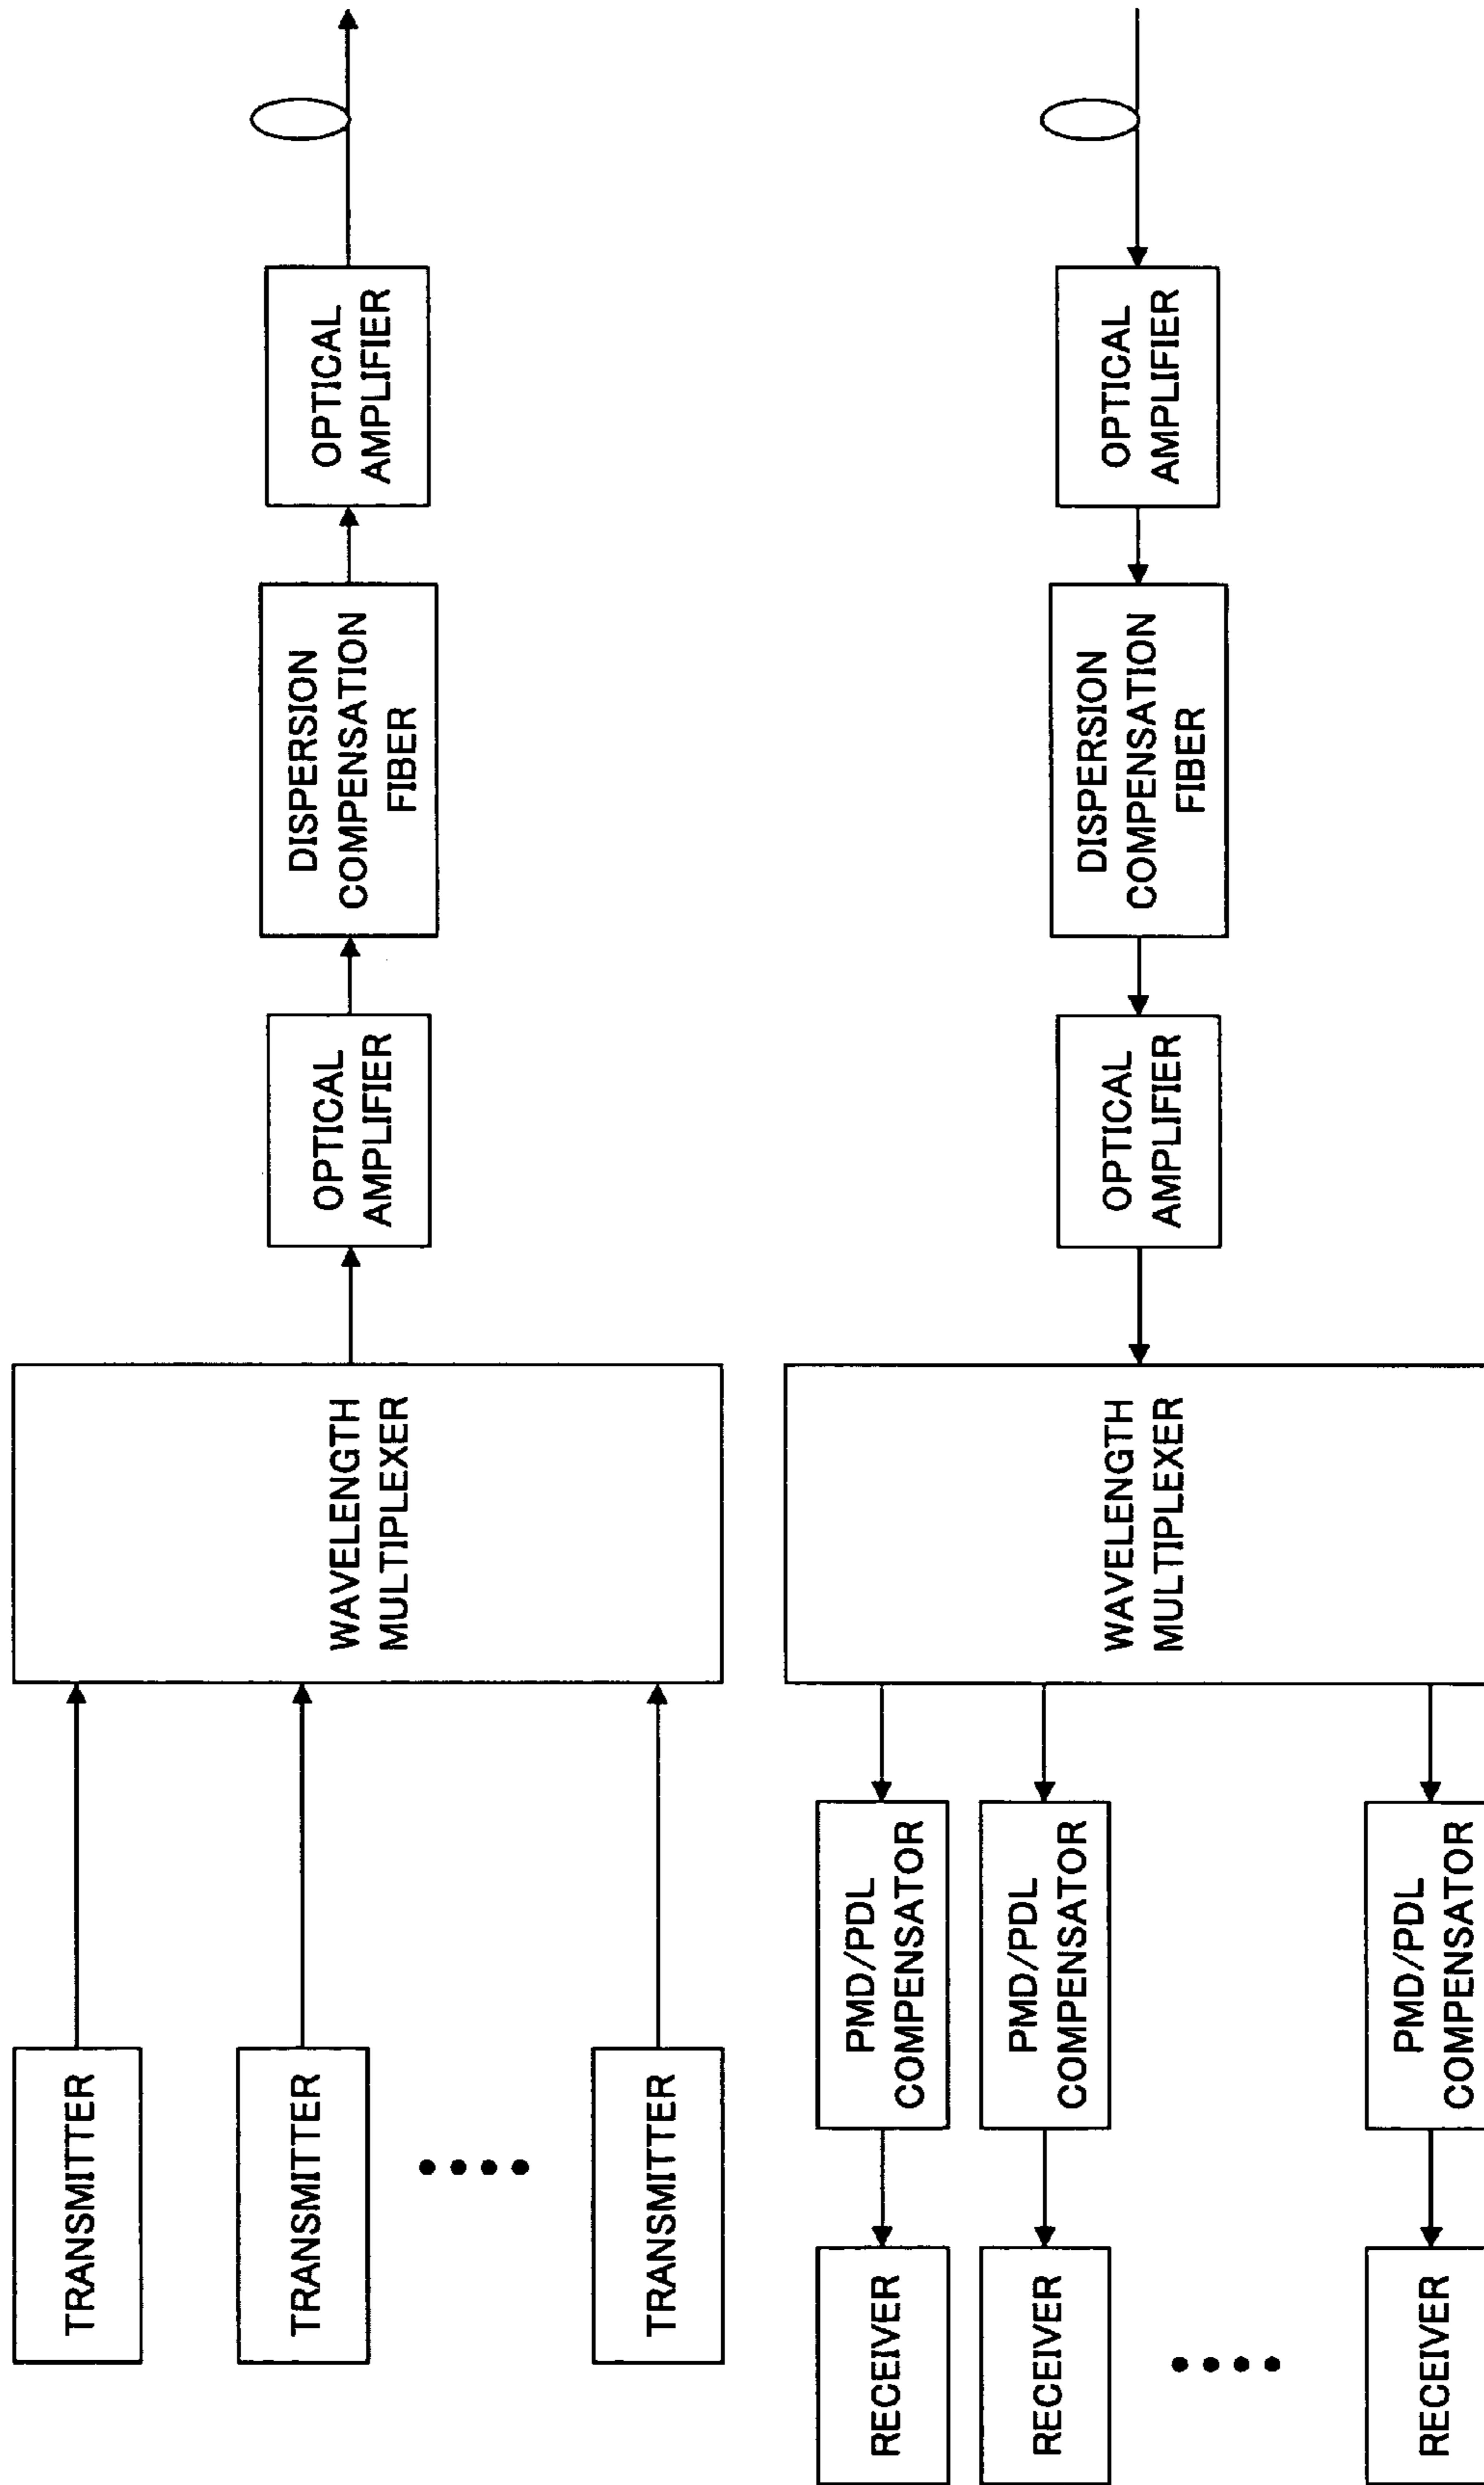 TRANSMITTER
TRANSMITTER
TRANSMITTER
WAVELENGTH
MULTIPLEXER
OPTICAL
AMPLIFIER
DISPERSION
COMPENSATION
FIBER
OPTICAL
AMPLIFIER
RECEIVER
PMD/PDL
COMPENSATOR
RECEIVER
PMD/PDL
COMPENSATOR
RECEIVER
PMD/PDL
COMPENSATOR
WAVELENGTH
MULTIPLEXER
OPTICAL
AMPLIFIER
DISPERSION
COMPENSATION
FIBER
OPTICAL
AMPLIFIER